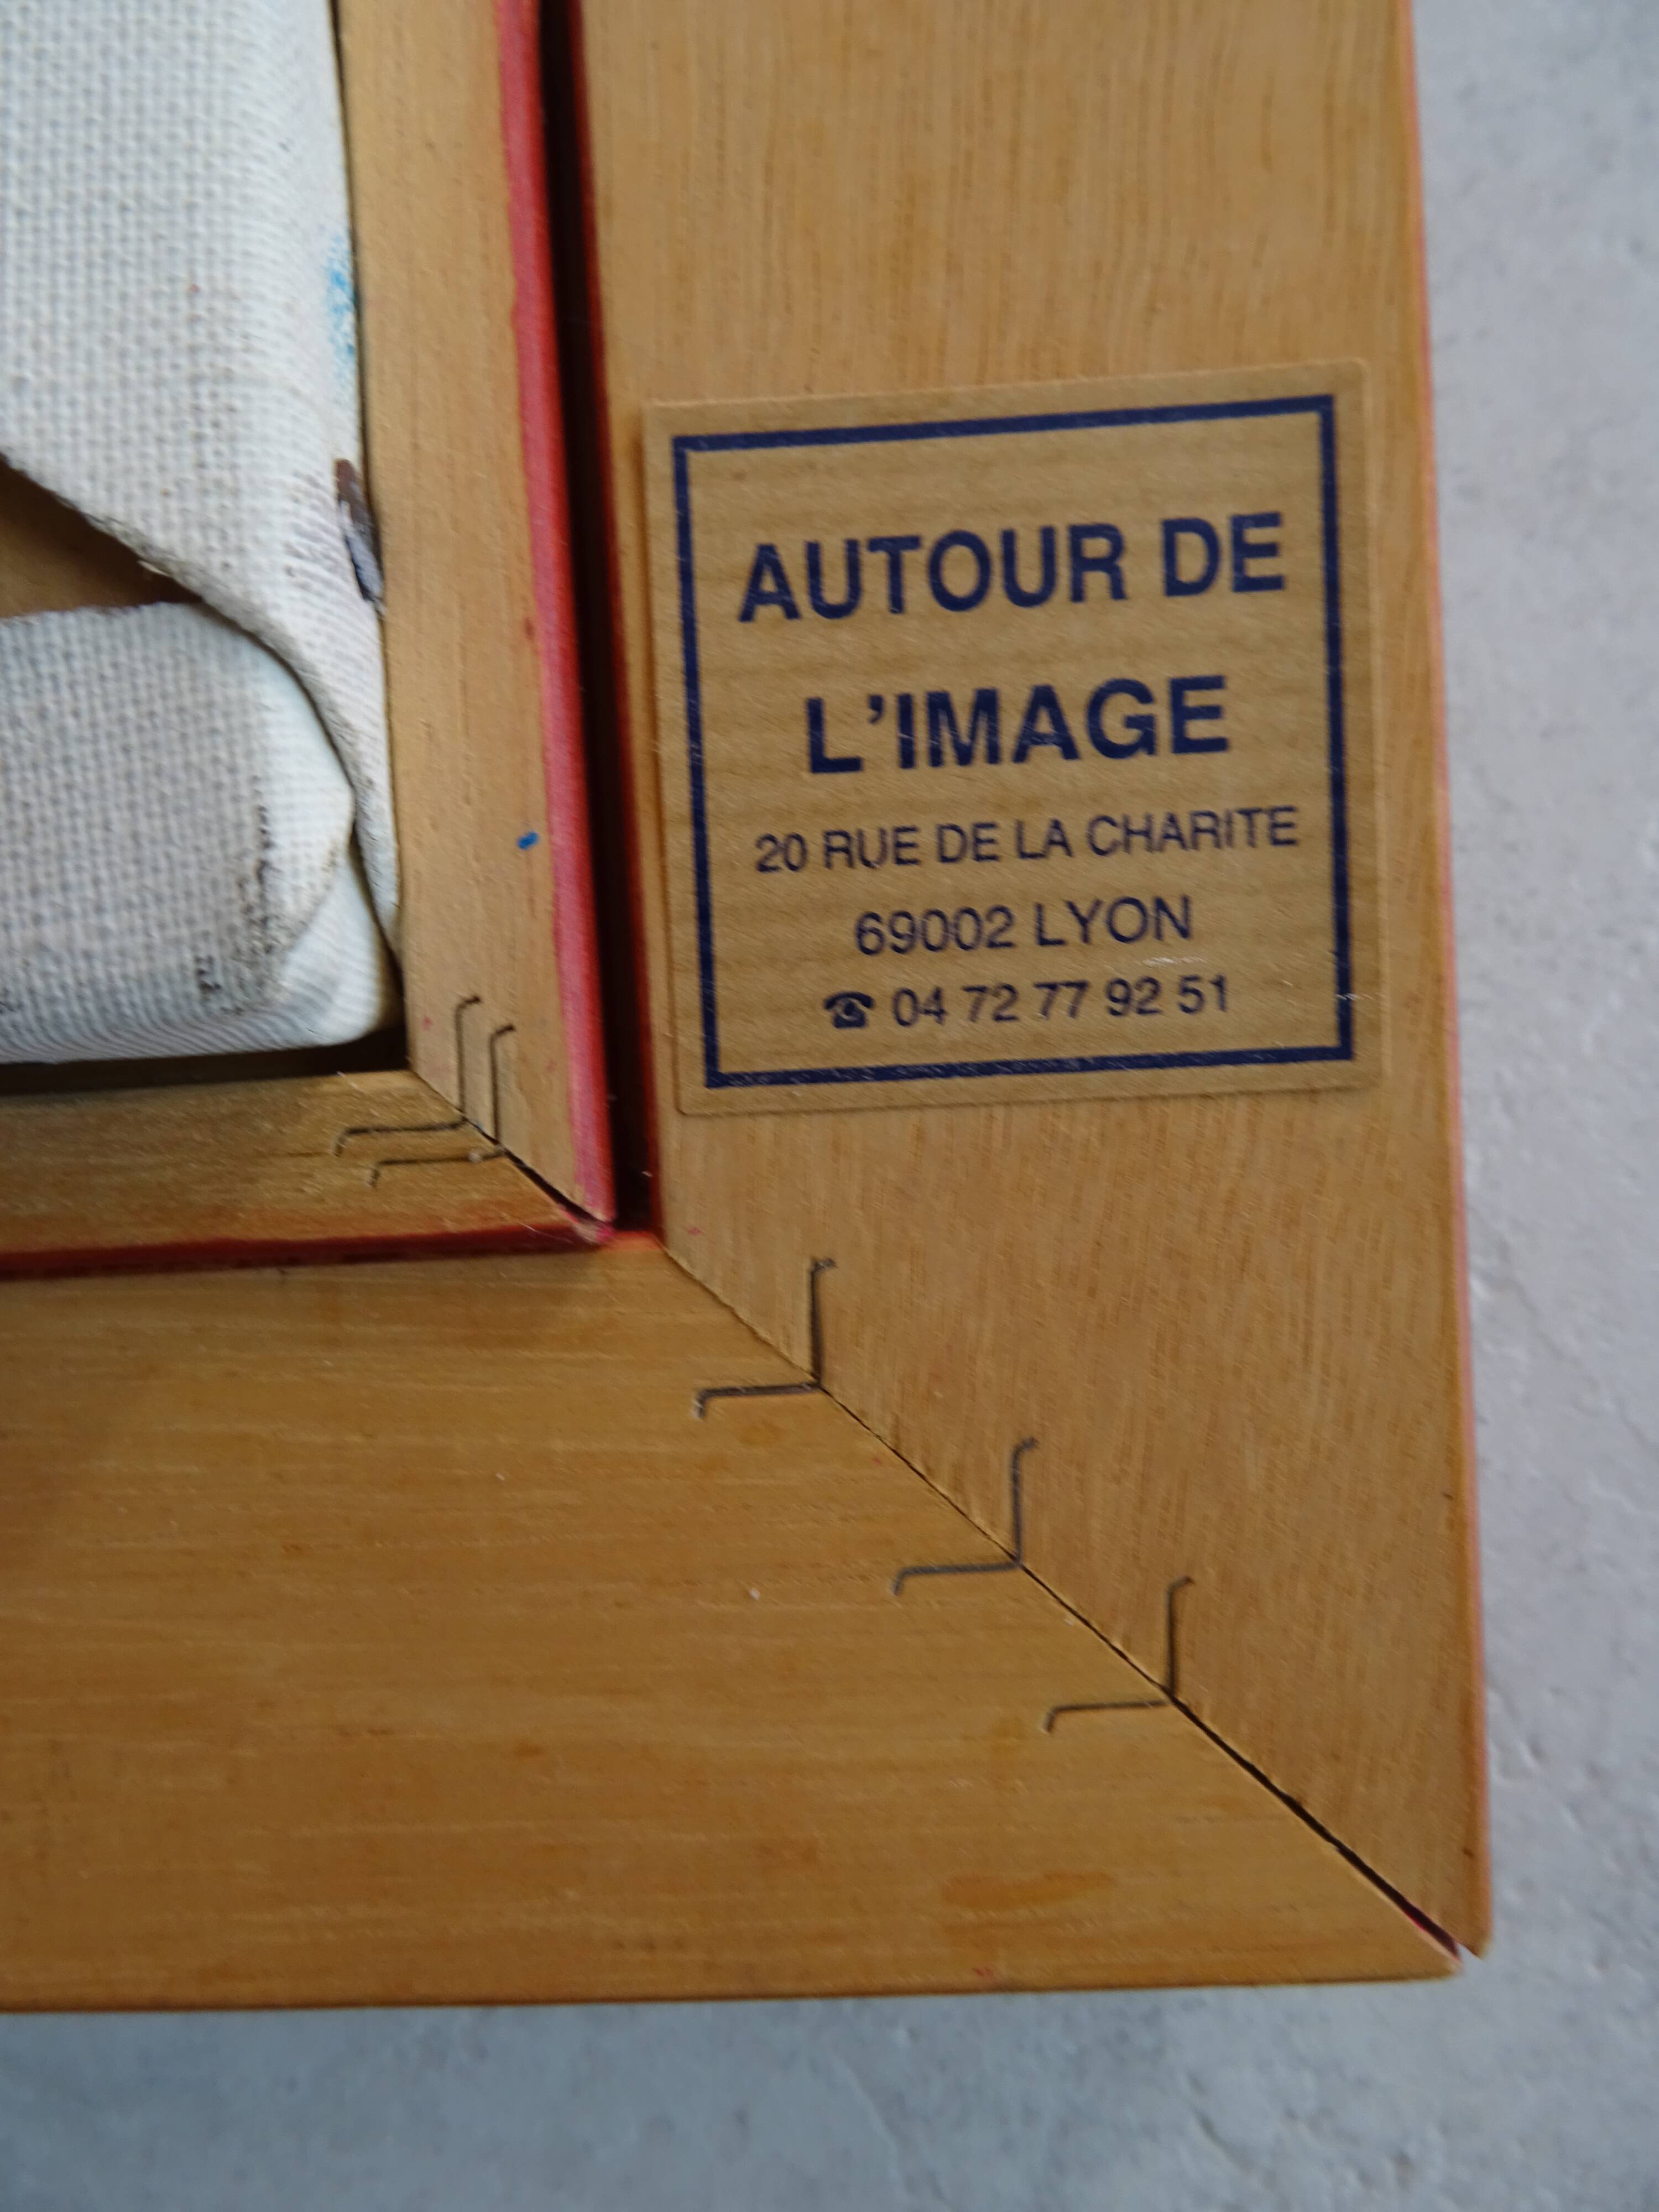 AUTOUR DE
L'IMAGE
20 RUE DE LA CHARITE
69002 LYON
☎ 04 72 77 92 51